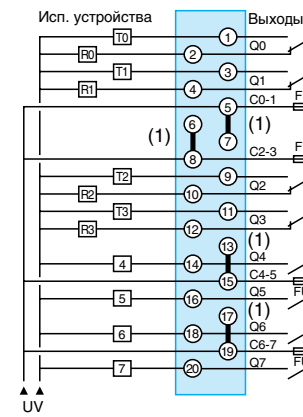 Исп. устройства Выходы
T0 1
R0 2 Q0
T1 3
R1 4 Q1
5 C0-1 F
(1) 6 7 (1)
8 C2-3 F
T2 9
R2 10 Q2
T3 11
R3 12 Q3
13 (1)
4 14 Q4
15 C4-5
5 16 Q5 FU
17 (1)
6 18 Q6
19 C6-7
7 20 Q7 FU
UV